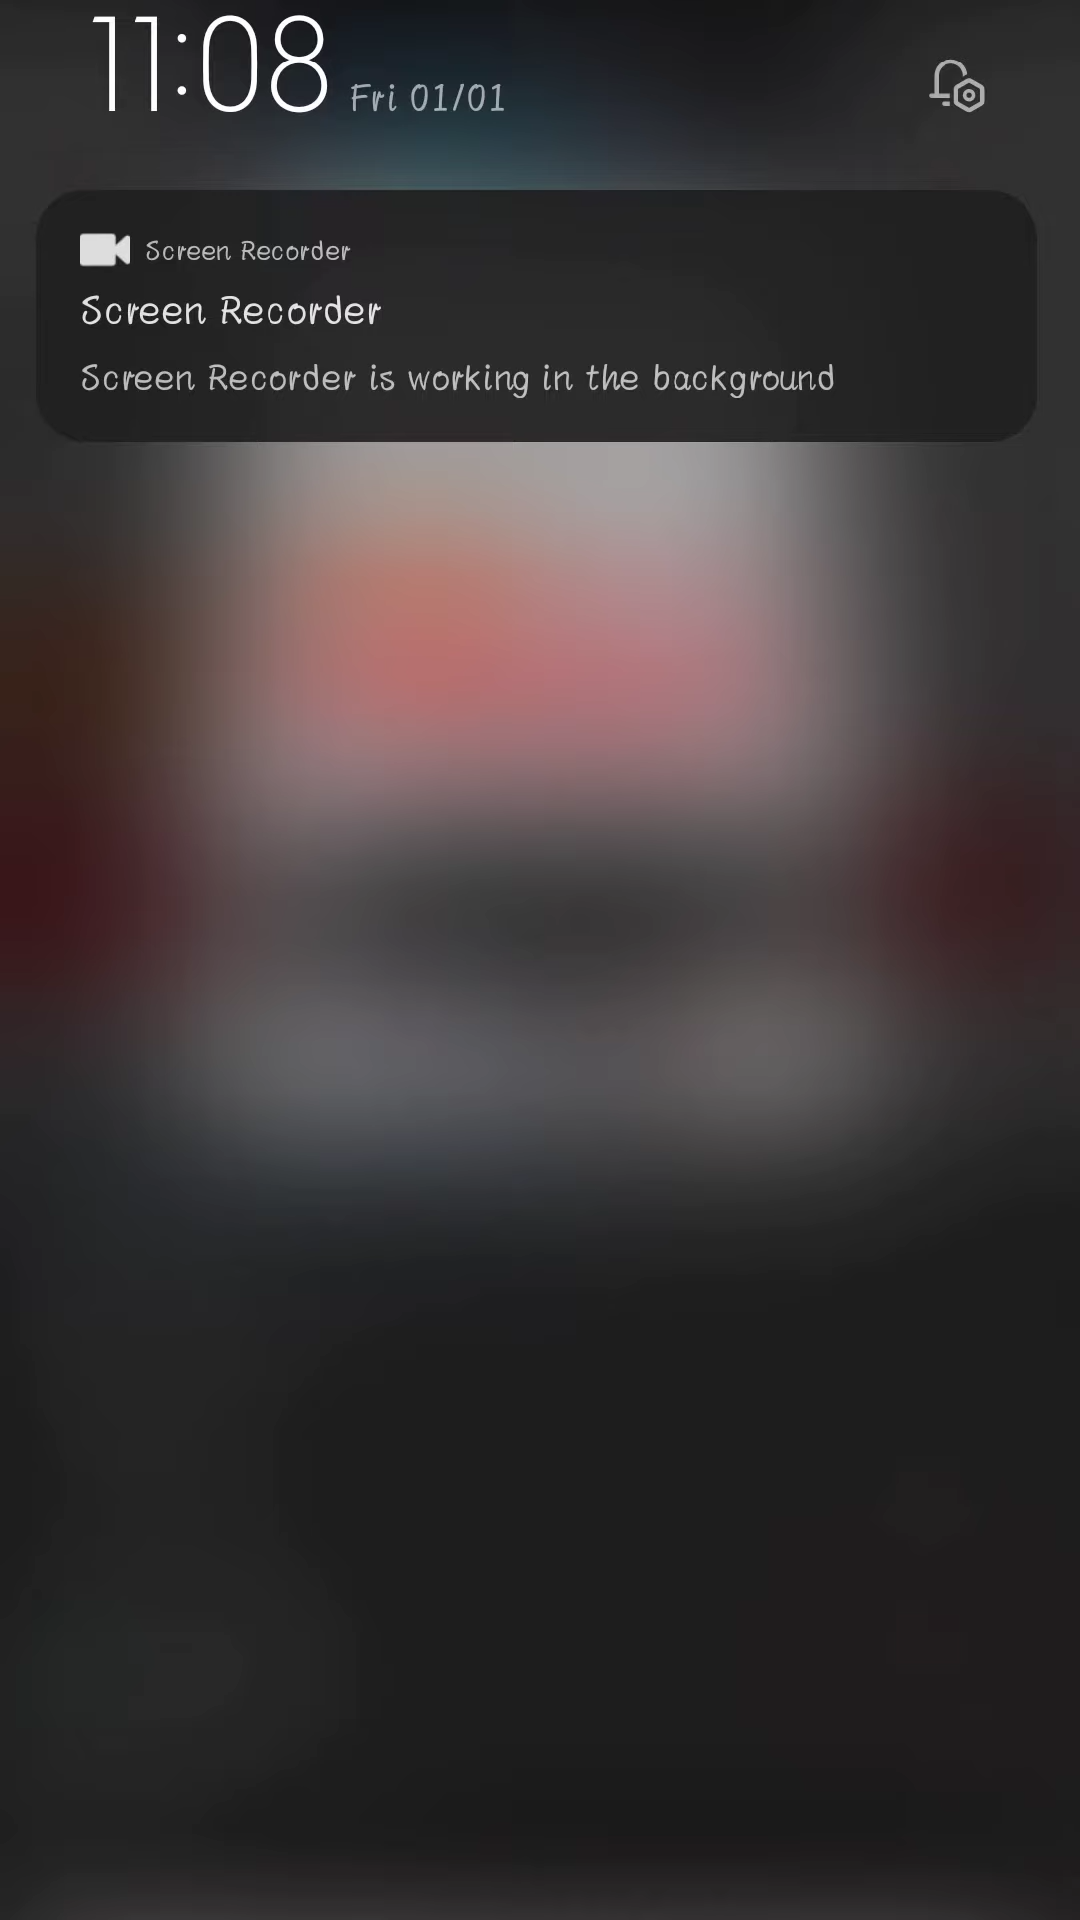 11:08 Fri 01/01
Screen Recorder
Screen Recorder
Screen Recorder is working in the background